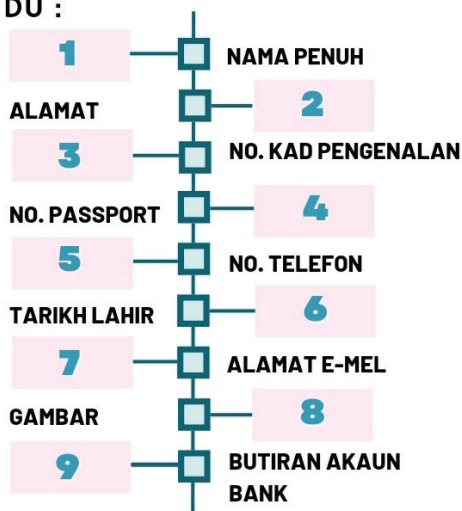 DU :
1
NAMA PENUH
ALAMAT
2
3
NO. KAD PENGENALAN
NO. PASSPORT
4
5
NO. TELEFON
TARIKH LAHIR
6
7
ALAMAT E-MEL
GAMBAR
8
9
BUTIRAN AKAUN
BANK